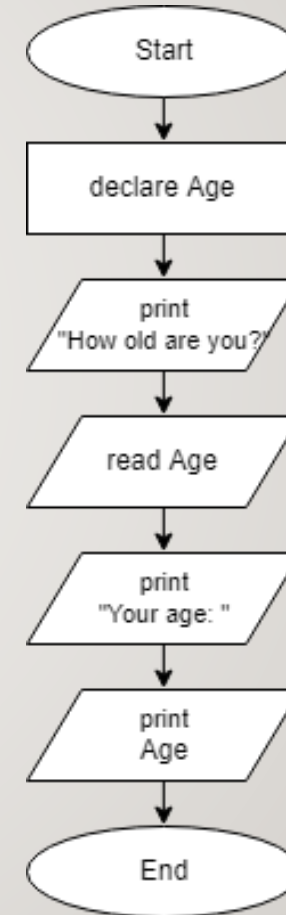 Start
declare Age
print
"How old are you?"
read Age
print
"Your age: "
print
Age
End